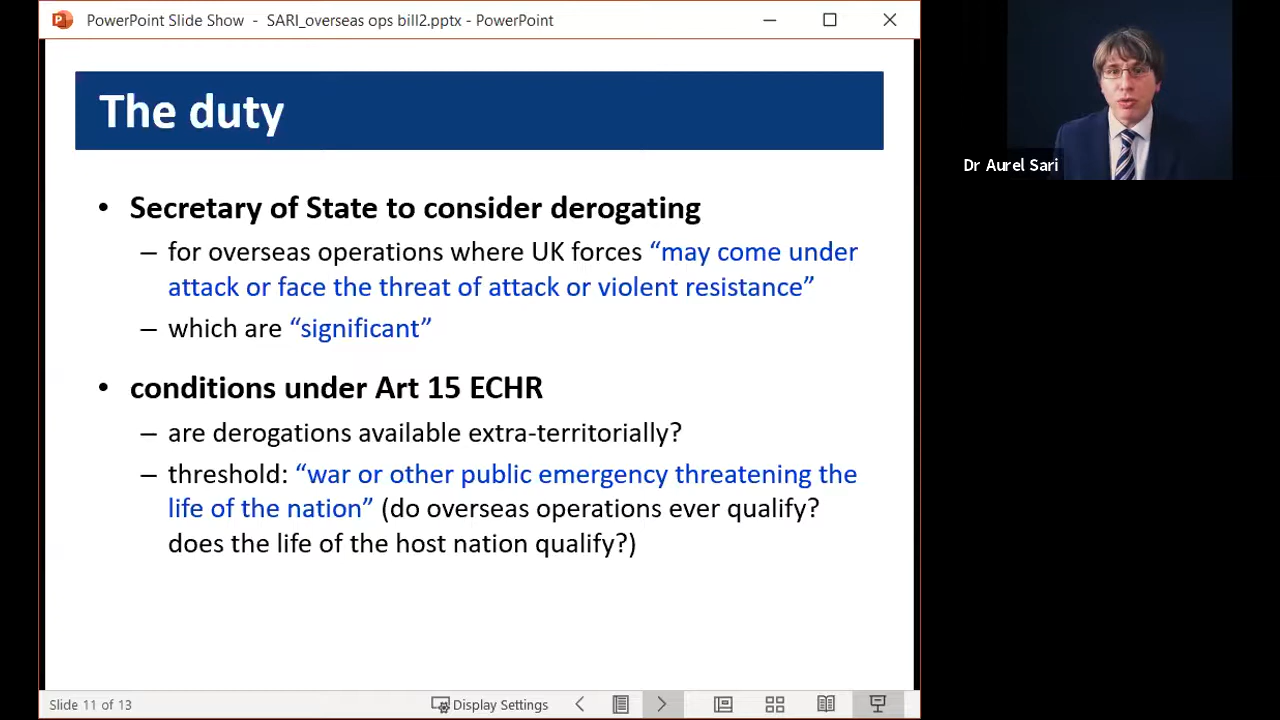 PowerPoint Slide Show - SARI_overseas ops bill2.pptx - PowerPoint
The duty
• Secretary of State to consider derogating
– for overseas operations where UK forces “may come under
attack or face the threat of attack or violent resistance”
– which are “significant”
• conditions under Art 15 ECHR
– are derogations available extra-territorially?
– threshold: “war or other public emergency threatening the
life of the nation” (do overseas operations ever qualify?
does the life of the host nation qualify?)
Dr Aurel Sari
Slide 11 of 13
Display Settings